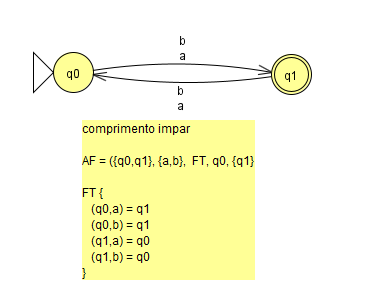 b
a
q0
q1
b
a
comprimento impar
AF = ({q0,q1}, {a,b}, FT, q0, {q1}
FT {
(q0,a) = q1
(q0,b) = q1
(q1,a) = q0
(q1,b) = q0
}